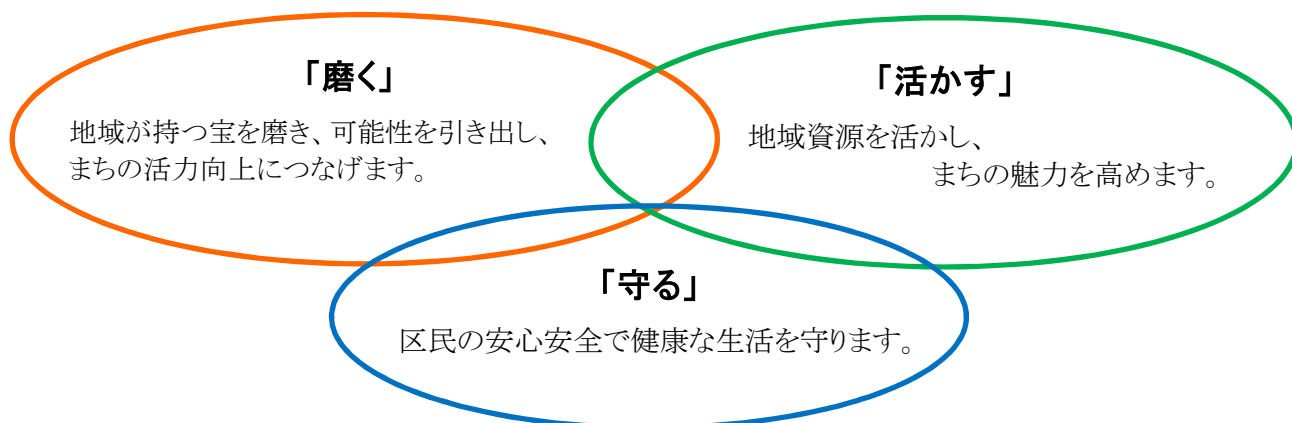 「磨く」
地域が持つ宝を磨き、可能性を引き出し、
まちの活力向上につなげます。
「活かす」
地域資源を活かし、
まちの魅力を高めます。
「守る」
区民の安心安全で健康な生活を守ります。